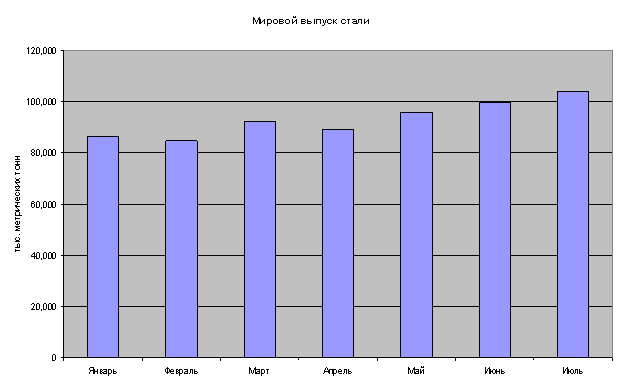 Мировой выпуск стали
120,000
100,000
80,000
60,000
40,000
20,000
0
тыс. метрических тонн
Январь Февраль Март Апрель Май Июнь Июль